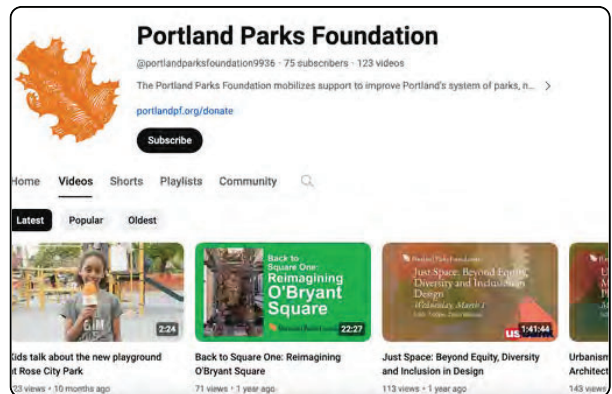 Portland Parks Foundation
@portlandparksfoundation9936 · 75 subscribers · 123 videos
The Portland Parks Foundation mobilizes support to improve Portland's system of parks, n...
portlandpf.org/donate
Subscribe
Home Videos Shorts Playlists Community
Latest Popular Oldest
2:24
Back to
Square One:
Reimagining
O'Bryant
Square
22:27
Just Space: Beyond Equity,
Diversity and Inclusion in
Design
Wednesday, March 1
us bank
1:41:44
Kids talk about the new playground
at Rose City Park
23 views · 10 months ago
Back to Square One: Reimagining
O'Bryant Square
71 views · 1 year ago
Just Space: Beyond Equity, Diversity
and Inclusion in Design
113 views · 1 year ago
Urbanism
Architect
143 views